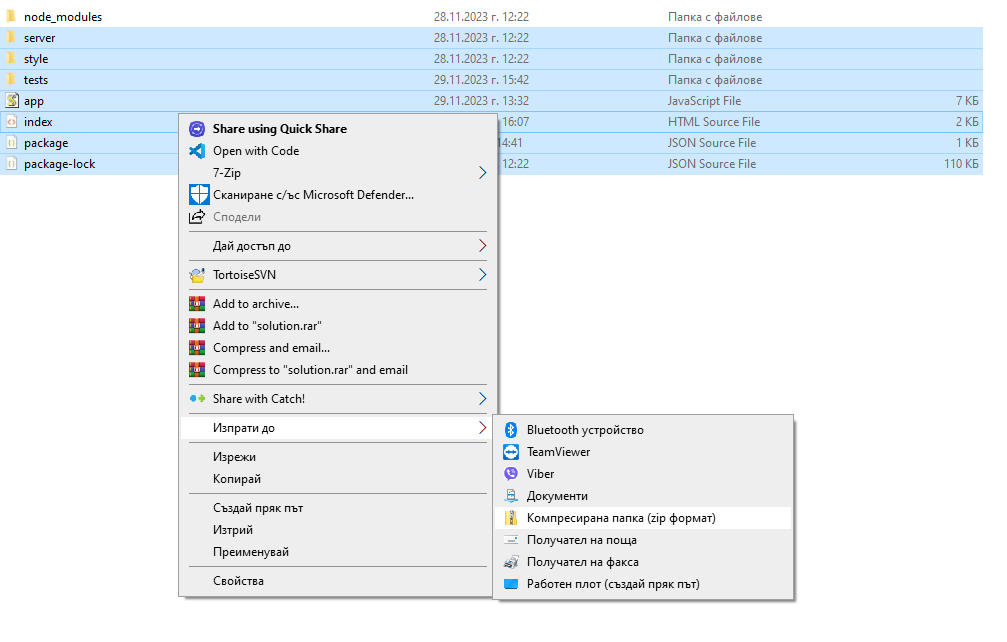 node_modules 28.11.2023 г. 12:22 Папка с файлове
server 28.11.2023 г. 12:22 Папка с файлове
style 28.11.2023 г. 12:22 Папка с файлове
tests 29.11.2023 г. 15:42 Папка с файлове
app 29.11.2023 г. 13:32 JavaScript File 7 КБ
index 16:07 HTML Source File 2 КБ
package 14:41 JSON Source File 1 КБ
package-lock 12:22 JSON Source File 110 КБ
Share using Quick Share
Open with Code
7-Zip
Сканиране с/ъс Microsoft Defender...
Сподели
Дай достъп до
TortoiseSVN
Add to archive...
Add to "solution.rar"
Compress and email...
Compress to "solution.rar" and email
Share with Catch!
Изпрати до
Изрежи
Копирай
Създай пряк път
Изтрий
Преименувай
Свойства
Bluetooth устройство
TeamViewer
Viber
Документи
Компресирана папка (zip формат)
Получател на поща
Получател на факса
Работен плот (създай пряк път)